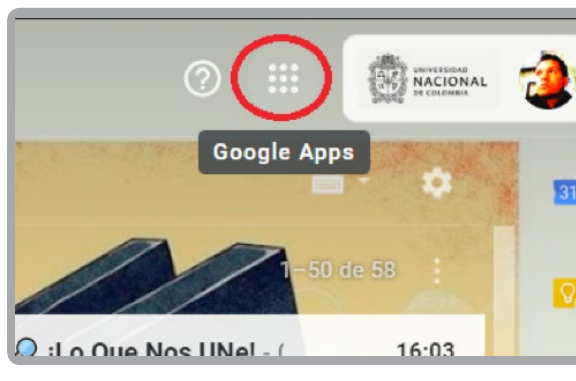 UNIVERSIDAD
NACIONAL
DE COLOMBIA
Google Apps
31
1–50 de 58
¡Lo Que Nos UNe! - (
16:03